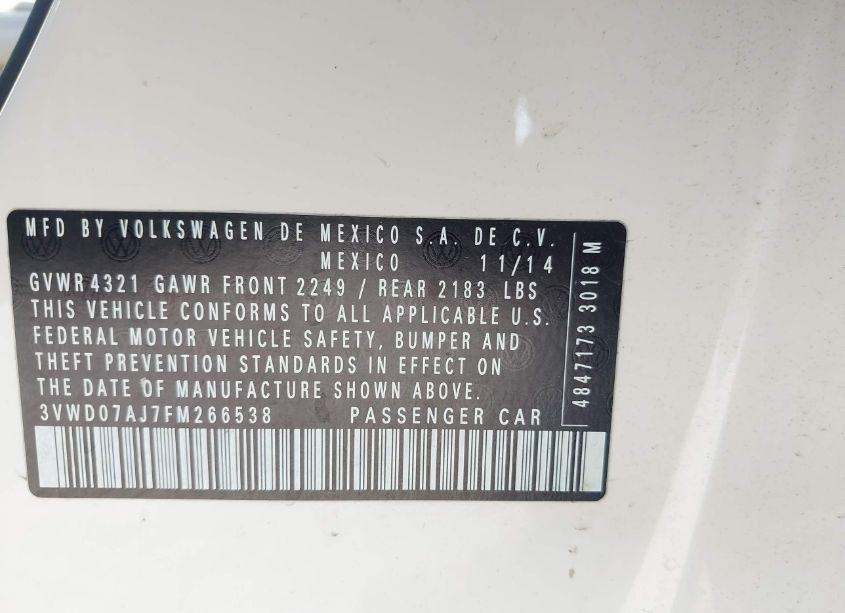 MFD BY VOLKSWAGEN DE MEXICO S.A. DE C.V.
MEXICO 11/14
GVWR 4321 GAWR FRONT 2249 / REAR 2183 LBS
THIS VEHICLE CONFORMS TO ALL APPLICABLE U.S.
FEDERAL MOTOR VEHICLE SAFETY, BUMPER AND
THEFT PREVENTION STANDARDS IN EFFECT ON
THE DATE OF MANUFACTURE SHOWN ABOVE.
3VWD07AJ7FM266538 PASSENGER CAR
4847173 3018 M